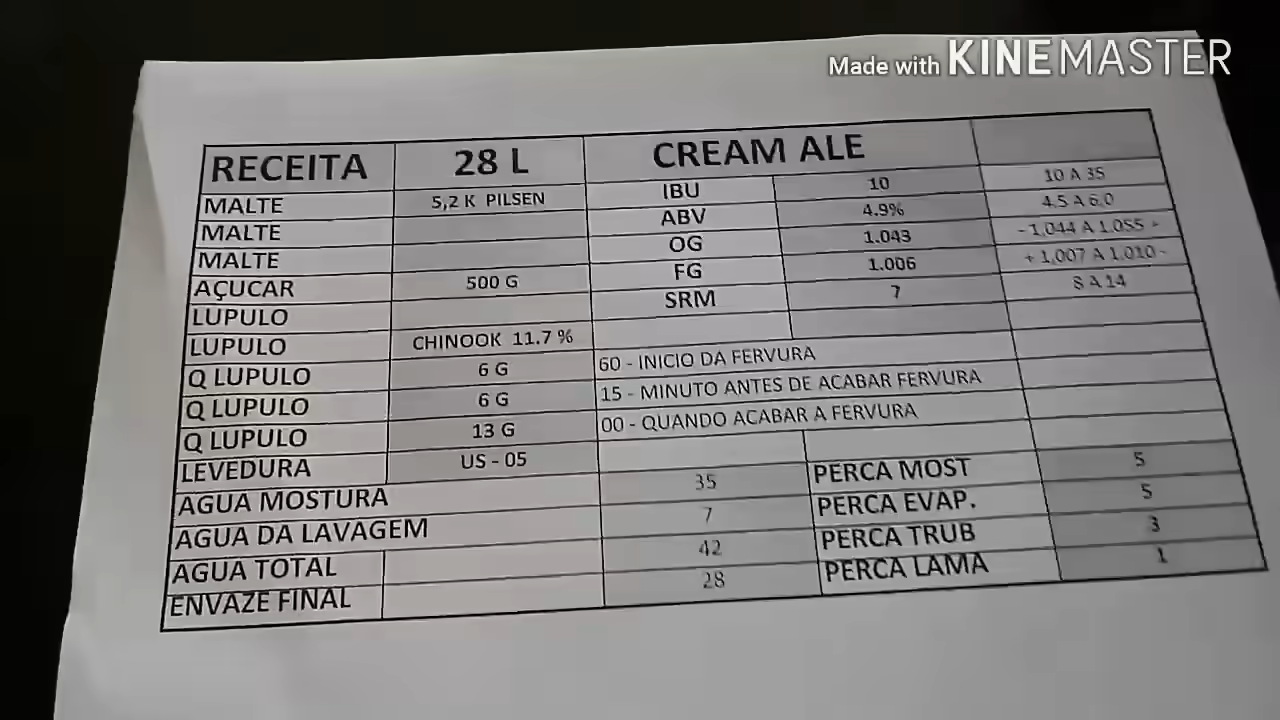 Made with KINEMASTER
RECEITA 28 L CREAM ALE
MALTE 5,2 K PILSEN IBU 10 10 A 35
MALTE ABV 4.9% 4.5 A 6.0
MALTE OG 1.043 - 1,044 A 1.055 -
AÇUCAR 500 G FG 1.006 + 1,007 A 1.010 -
LUPULO SRM 7 8 A 14
LUPULO CHINOOK 11.7 %
Q LUPULO 6 G 60 - INICIO DA FERVURA
Q LUPULO 6 G 15 - MINUTO ANTES DE ACABAR FERVURA
Q LUPULO 13 G 00 - QUANDO ACABAR A FERVURA
LEVEDURA US - 05
AGUA MOSTURA 35 PERCA MOST 5
AGUA DA LAVAGEM 7 PERCA EVAP. 5
AGUA TOTAL 42 PERCA TRUB 3
ENVAZE FINAL 28 PERCA LAMA 1